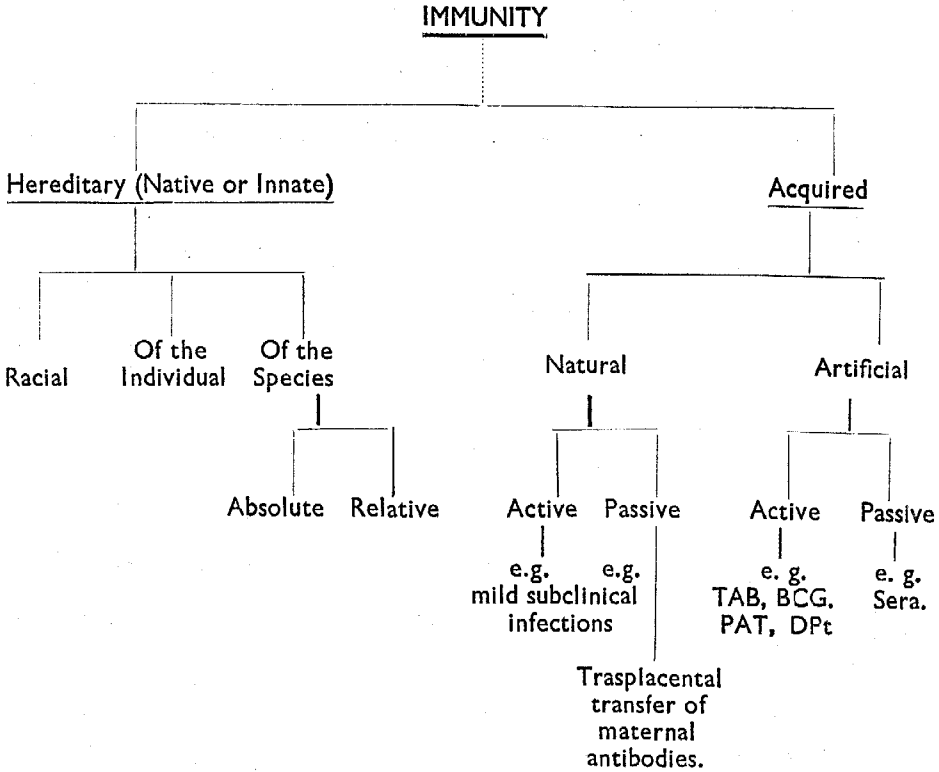 IMMUNITY
Hereditary (Native or Innate)
Acquired
Racial
Of the
Individual
Of the
Species
Natural
Artificial
Absolute
Relative
Active
Passive
Active
Passive
e.g.
mild subclinical
infections
e.g.
Trasplacental
transfer of
maternal
antibodies.
e. g.
TAB, BCG.
PAT, DPt
e. g.
Sera.